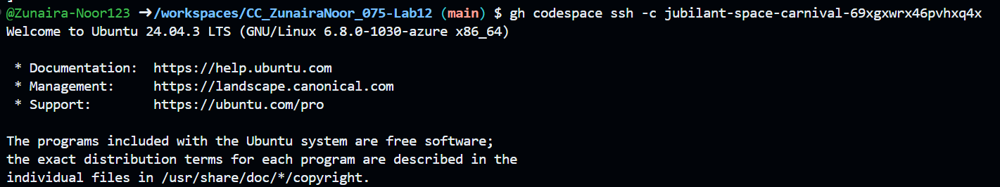 @Zunaira-Noor123 ➜/workspaces/CC_ZunairaNoor_075-Lab12 (main) $ gh codespace ssh -c jubilant-space-carnival-69xgxwrx46pvhxq4x
Welcome to Ubuntu 24.04.3 LTS (GNU/Linux 6.8.0-1030-azure x86_64)
* Documentation:  https://help.ubuntu.com
* Management:     https://landscape.canonical.com
* Support:        https://ubuntu.com/pro
The programs included with the Ubuntu system are free software;
the exact distribution terms for each program are described in the
individual files in /usr/share/doc/*/copyright.